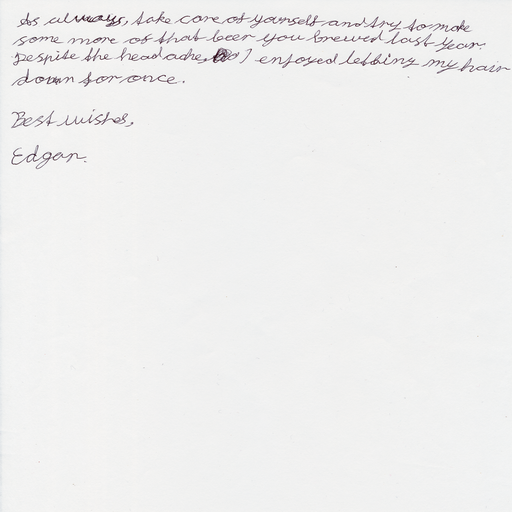 As always, take care of yourself and try to make
some more of that beer you brewed last year.
Despite the headache, I enjoyed letting my hair
down for once.
Best wishes,
Edgar.